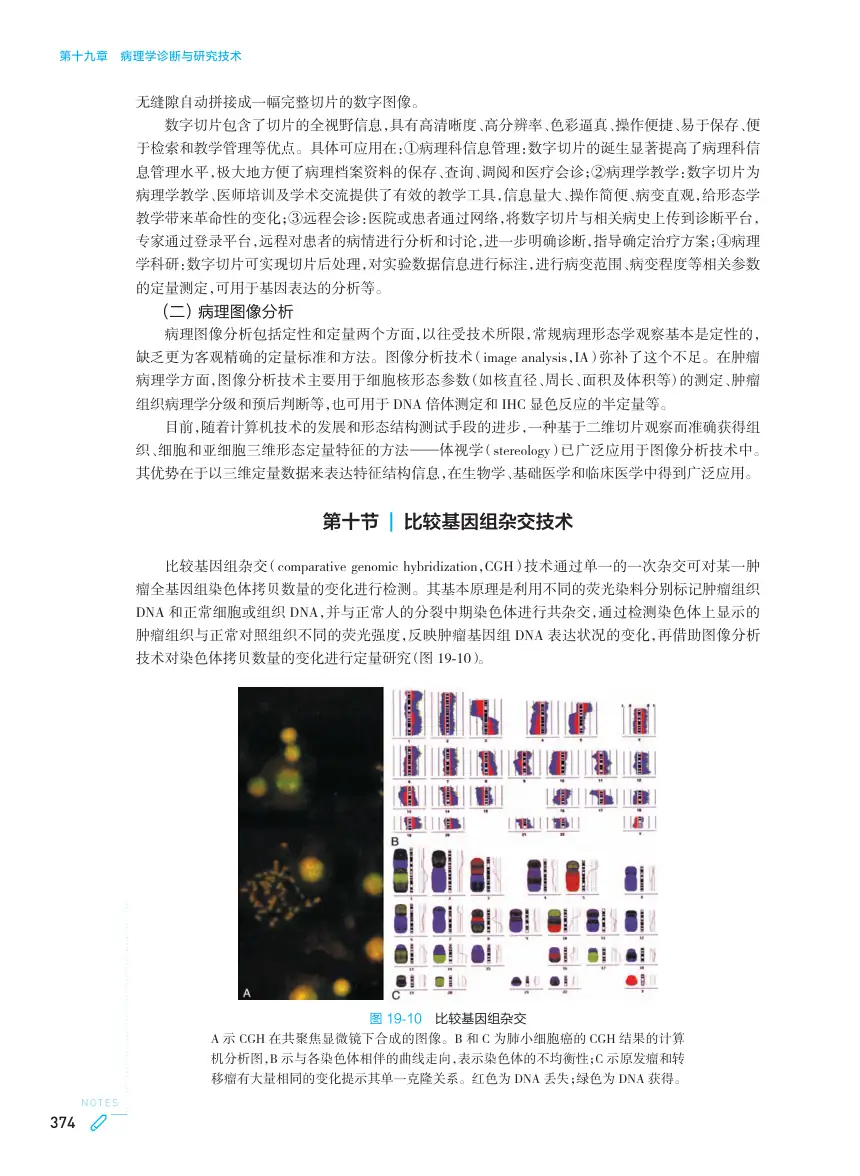 第十九章 病理学诊断与研究技术
无缝隙自动拼接成一幅完整切片的数字图像。
数字切片包含了切片的全视野信息,具有高清晰度、高分辨率、色彩逼真、操作便捷、易于保存、便
于检索和教学管理等优点。具体可应用在:①病理科信息管理:数字切片的诞生显著提高了病理科信
息管理水平,极大地方便了病理档案资料的保存、查询、调阅和医疗会诊;②病理学教学:数字切片为
病理学教学、医师培训及学术交流提供了有效的教学工具,信息量大、操作简便、病变直观,给形态学
教学带来革命性的变化;③远程会诊:医院或患者通过网络,将数字切片与相关病史上传到诊断平台,
专家通过登录平台,远程对患者的病情进行分析和讨论,进一步明确诊断,指导确定治疗方案;④病理
学科研:数字切片可实现切片后处理,对实验数据信息进行标注,进行病变范围、病变程度等相关参数
的定量测定,可用于基因表达的分析等。
(二)病理图像分析
病理图像分析包括定性和定量两个方面,以往受技术所限,常规病理形态学观察基本是定性的,
缺乏更为客观精确的定量标准和方法。图像分析技术(image analysis,IA)弥补了这个不足。在肿瘤
病理学方面,图像分析技术主要用于细胞核形态参数(如核直径、周长、面积及体积等)的测定、肿瘤
组织病理学分级和预后判断等,也可用于 DNA 倍体测定和 IHC 显色反应的半定量等。
目前,随着计算机技术的发展和形态结构测试手段的进步,一种基于二维切片观察而准确获得组
织、细胞和亚细胞三维形态定量特征的方法——体视学(stereology)已广泛应用于图像分析技术中。
其优势在于以三维定量数据来表达特征结构信息,在生物学、基础医学和临床医学中得到广泛应用。
第十节 | 比较基因组杂交技术
比较基因组杂交(comparative genomic hybridization,CGH)技术通过单一的一次杂交可对某一肿
瘤全基因组染色体拷贝数量的变化进行检测。其基本原理是利用不同的荧光染料分别标记肿瘤组织
DNA 和正常细胞或组织 DNA,并与正常人的分裂中期染色体进行共杂交,通过检测染色体上显示的
肿瘤组织与正常对照组织不同的荧光强度,反映肿瘤基因组 DNA 表达状况的变化,再借助图像分析
技术对染色体拷贝数量的变化进行定量研究(图 19-10)。
A
B
C
图 19-10 比较基因组杂交
A 示 CGH 在共聚焦显微镜下合成的图像。B 和 C 为肺小细胞癌的 CGH 结果的计算
机分析图,B 示与各染色体相伴的曲线走向,表示染色体的不均衡性;C 示原发瘤和转
移瘤有大量相同的变化提示其单一克隆关系。红色为 DNA 丢失;绿色为 DNA 获得。
NOTES
374